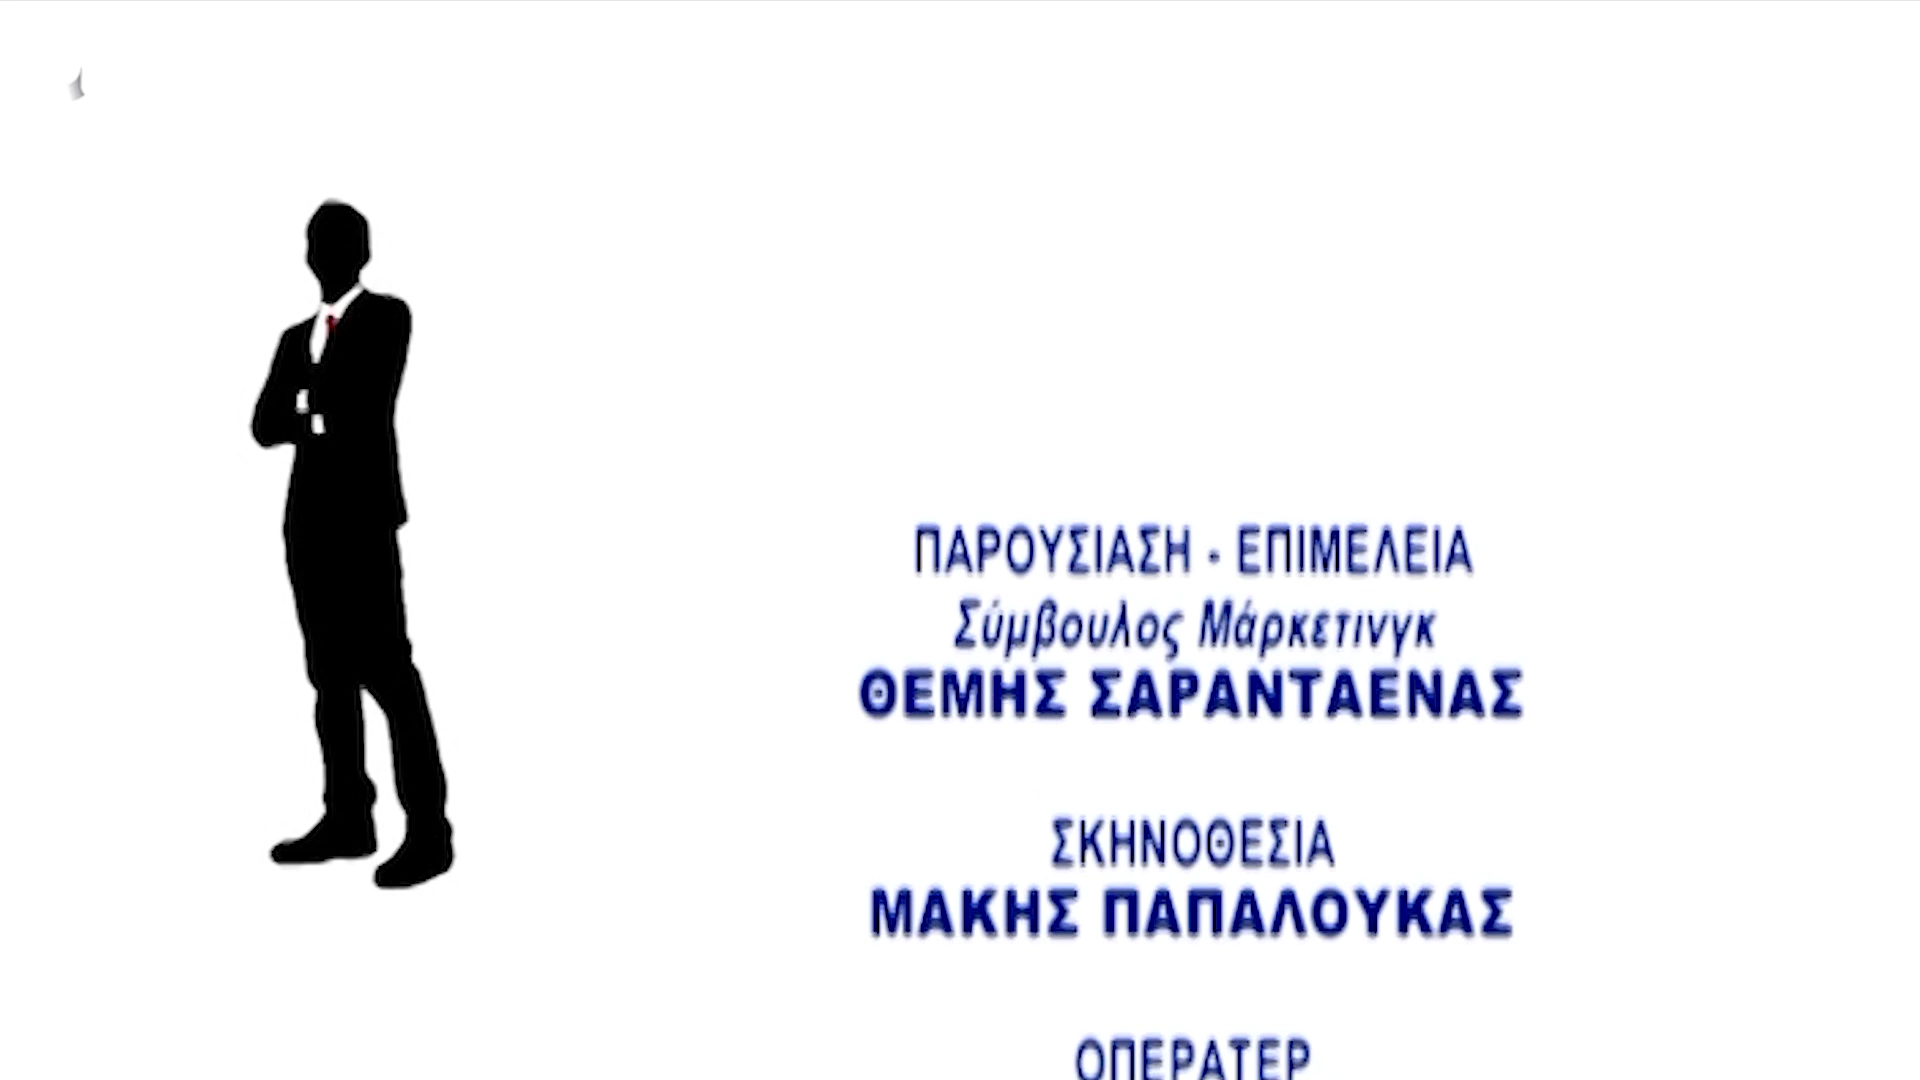 ΠΑΡΟΥΣΙΑΣΗ - ΕΠΙΜΕΛΕΙΑ
Σύμβουλος Μάρκετινγκ
ΘΕΜΗΣ ΣΑΡΑΝΤΑΕΝΑΣ
ΣΚΗΝΟΘΕΣΙΑ
ΜΑΚΗΣ ΠΑΠΑΛΟΥΚΑΣ
ΟΠΕΡΑΤΕΡ